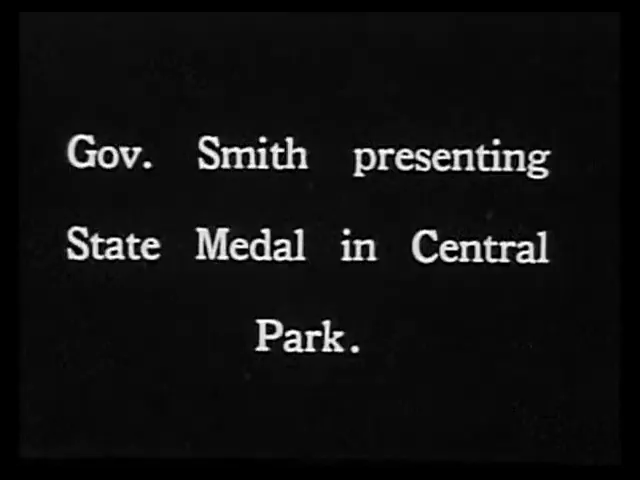 Gov. Smith presenting
State Medal in Central
Park.